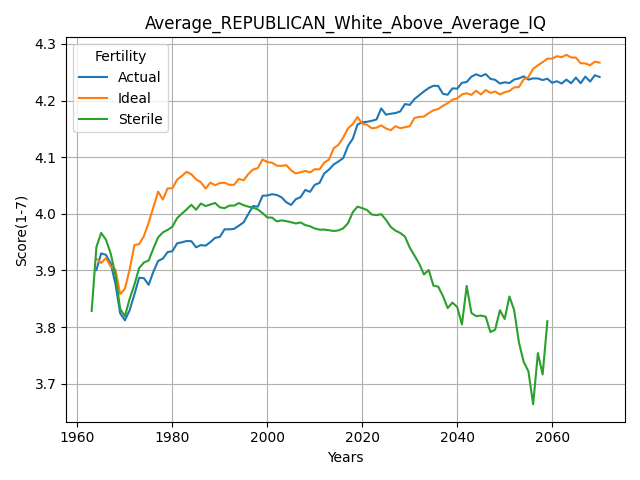 Average_REPUBLICAN_White_Above_Average_IQ
Fertility
Actual
Ideal
Sterile
Score(1-7)
4.3
4.2
4.1
4.0
3.9
3.8
3.7
1960 1980 2000 2020 2040 2060
Years